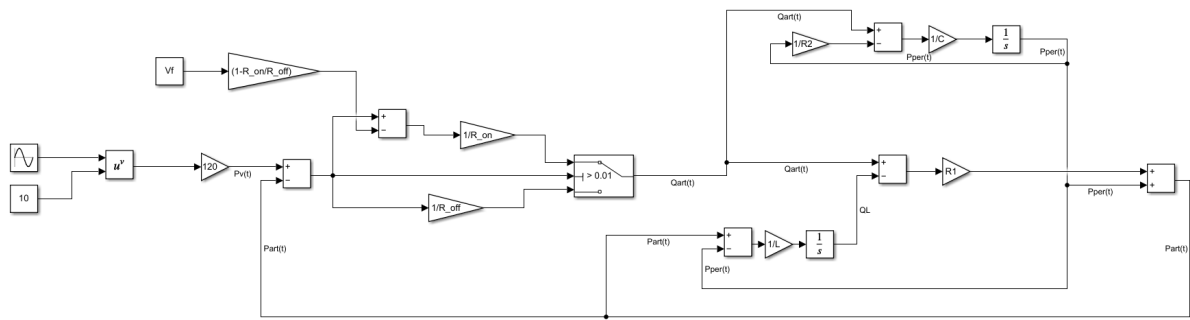 Qart(t)
+
−
1/R2
1/C
1
s
Pper(t)
Pper(t)
Vf
(1-R_on/R_off)
+
−
1/R_on
u^v
120
Pv(t)
+
−
10
> 0.01
Qart(t)
Qart(t)
+
−
R1
QL
+
+
Pper(t)
1/R_off
Part(t)
Part(t)
+
−
1/L
1
s
Pper(t)
Part(t)